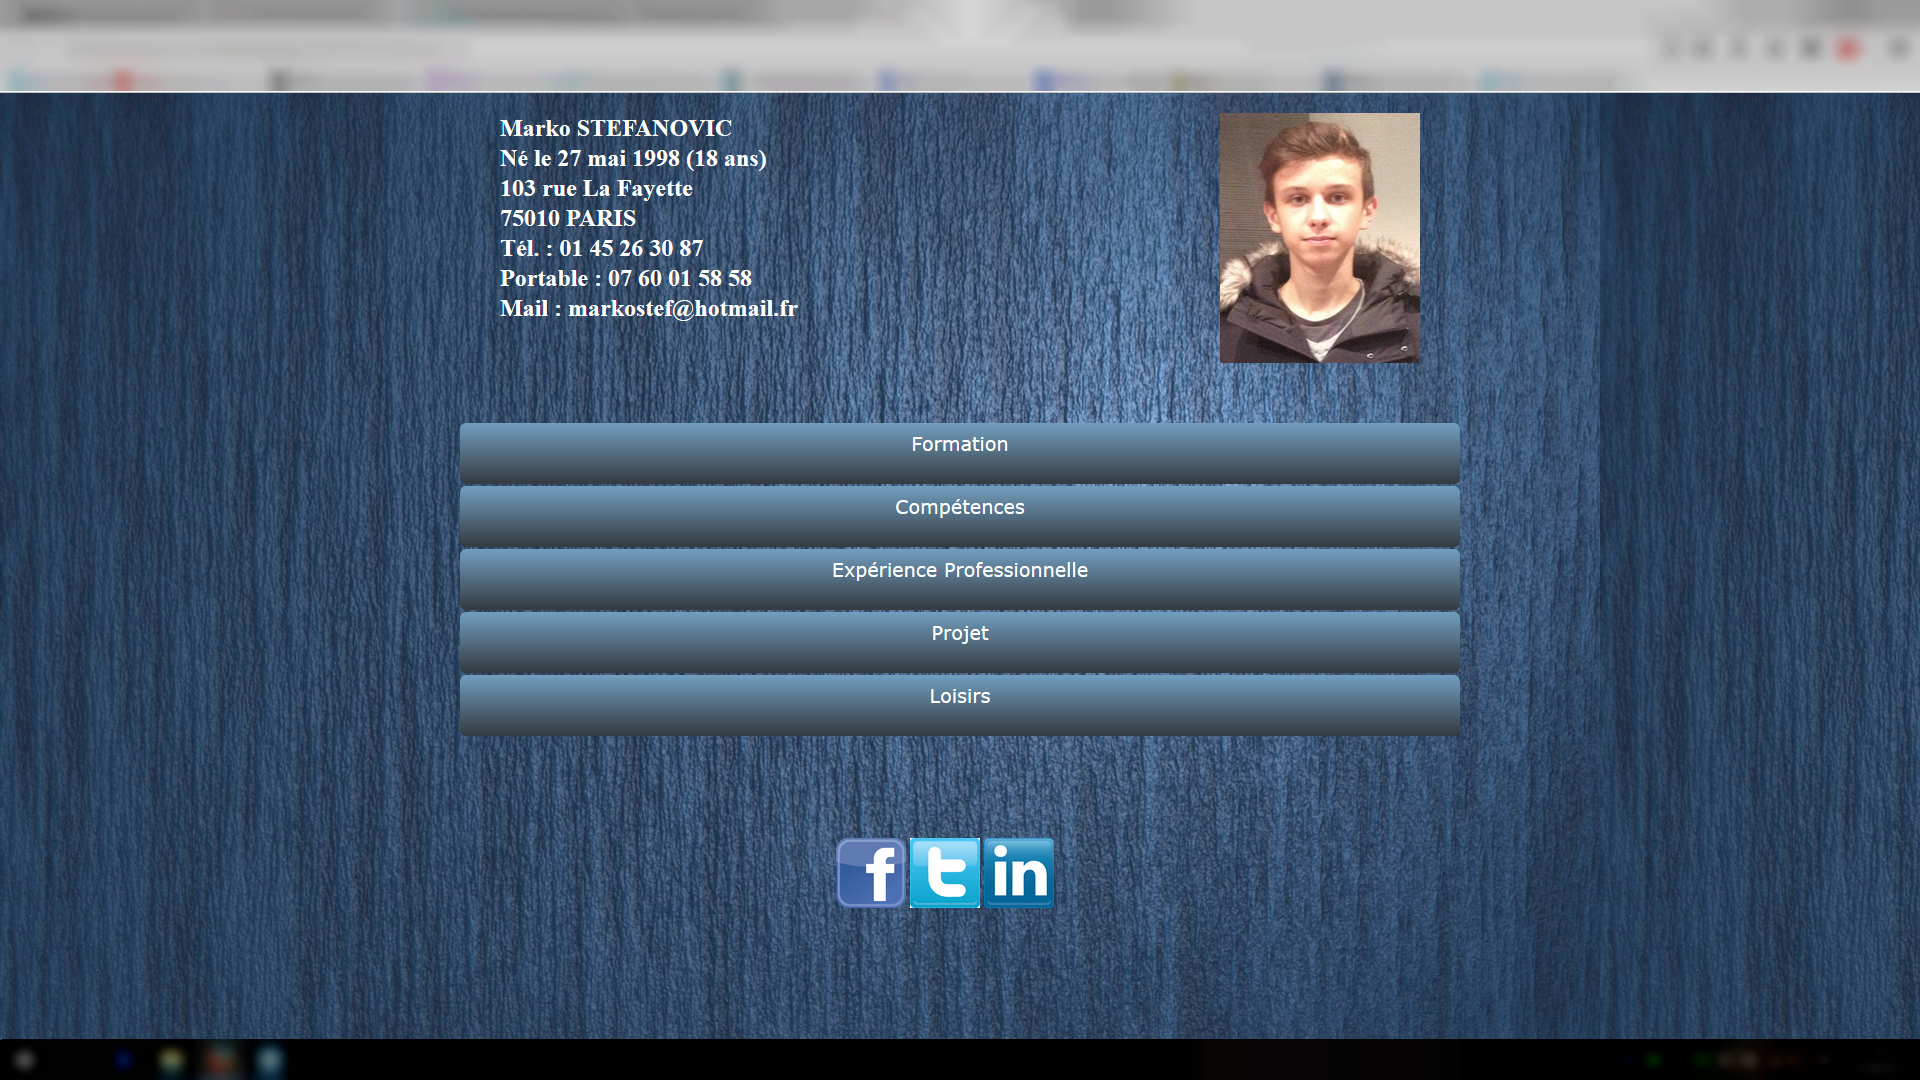 Marko STEFANOVIC
Né le 27 mai 1998 (18 ans)
103 rue La Fayette
75010 PARIS
Tél. : 01 45 26 30 87
Portable : 07 60 01 58 58
Mail : markostef@hotmail.fr
Formation
Compétences
Expérience Professionnelle
Projet
Loisirs
f t in